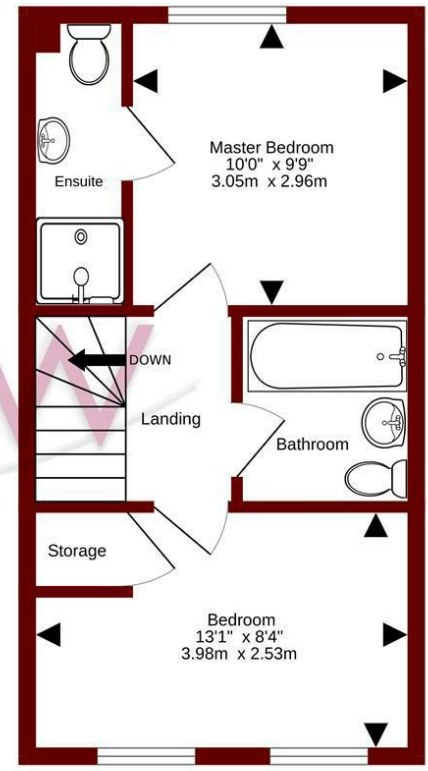 Ensuite
Master Bedroom
10'0" x 9'9"
3.05m x 2.96m
DOWN
Landing
Bathroom
Storage
Bedroom
13'1" x 8'4"
3.98m x 2.53m